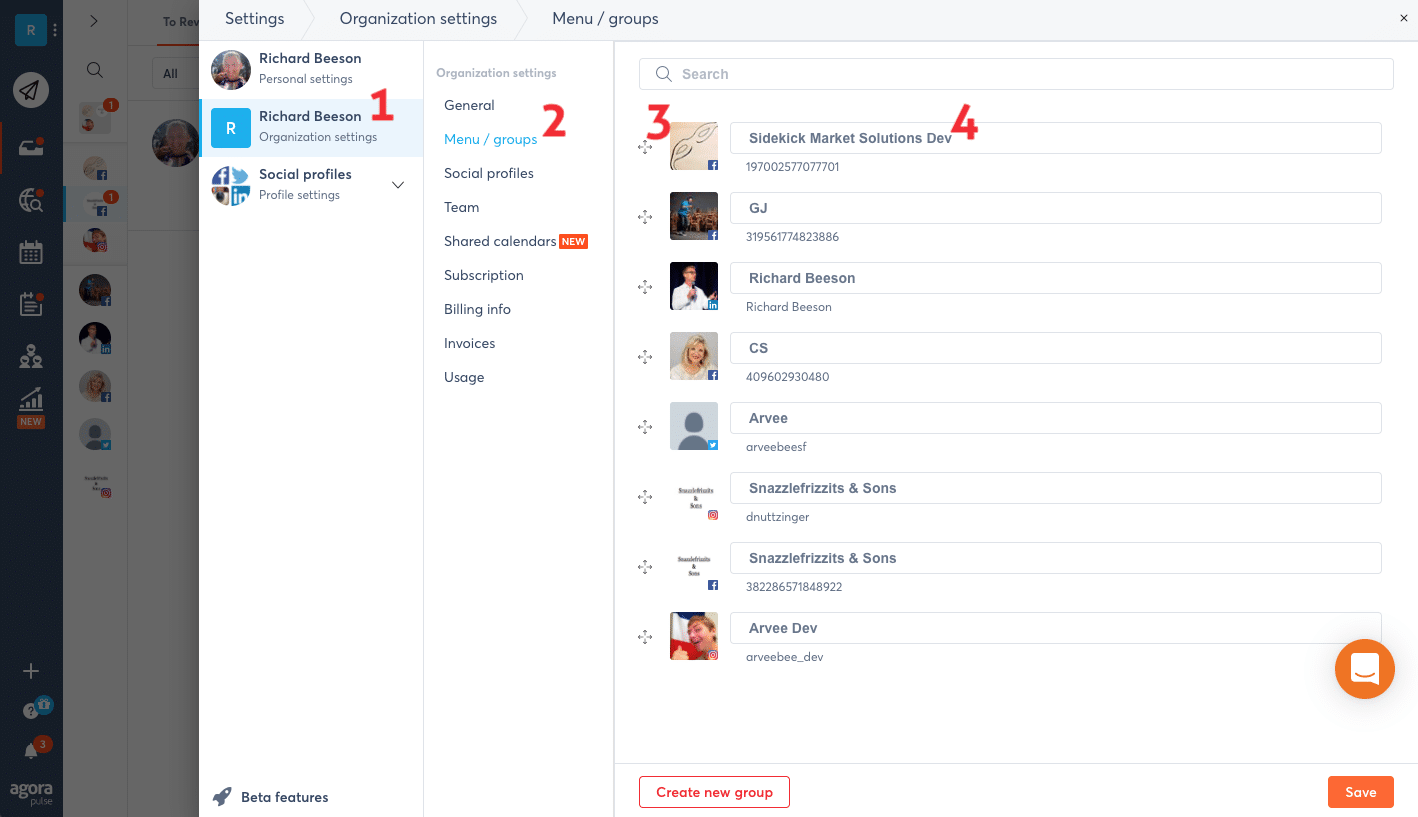 Settings
Organization settings
Menu / groups
×
R
To Rev
All
1
1
NEW
3
agora
pulse
Richard Beeson
Personal settings
1
R
Richard Beeson
Organization settings
Social profiles
Profile settings
Beta features
Organization settings
General
2
Menu / groups
Social profiles
Team
Shared calendars NEW
Subscription
Billing info
Invoices
Usage
Search
3
4
Sidekick Market Solutions Dev
197002577077701
GJ
319561774823886
Richard Beeson
Richard Beeson
CS
409602930480
Arvee
arveebeesf
Snazzlefrizzits
&
Sons
Snazzlefrizzits & Sons
dnuttzinger
Snazzlefrizzits
&
Sons
Snazzlefrizzits & Sons
382286571848922
Arvee Dev
arveebee_dev
Create new group
Save